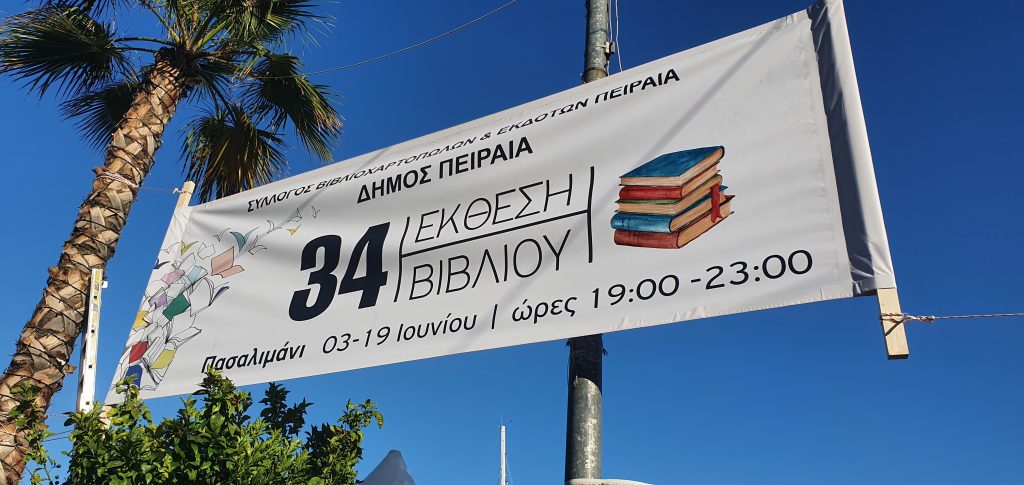 ΣΥΛΛΟΓΟΣ ΒΙΒΛΙΟΧΑΡΤΟΠΩΛΩΝ & ΕΚΔΟΤΩΝ ΠΕΙΡΑΙΑ
ΔΗΜΟΣ ΠΕΙΡΑΙΑ
34 ΕΚΘΕΣΗ
ΒΙΒΛΙΟΥ
Πασαλιμάνι 03-19 Ιουνίου | ώρες 19:00 -23:00